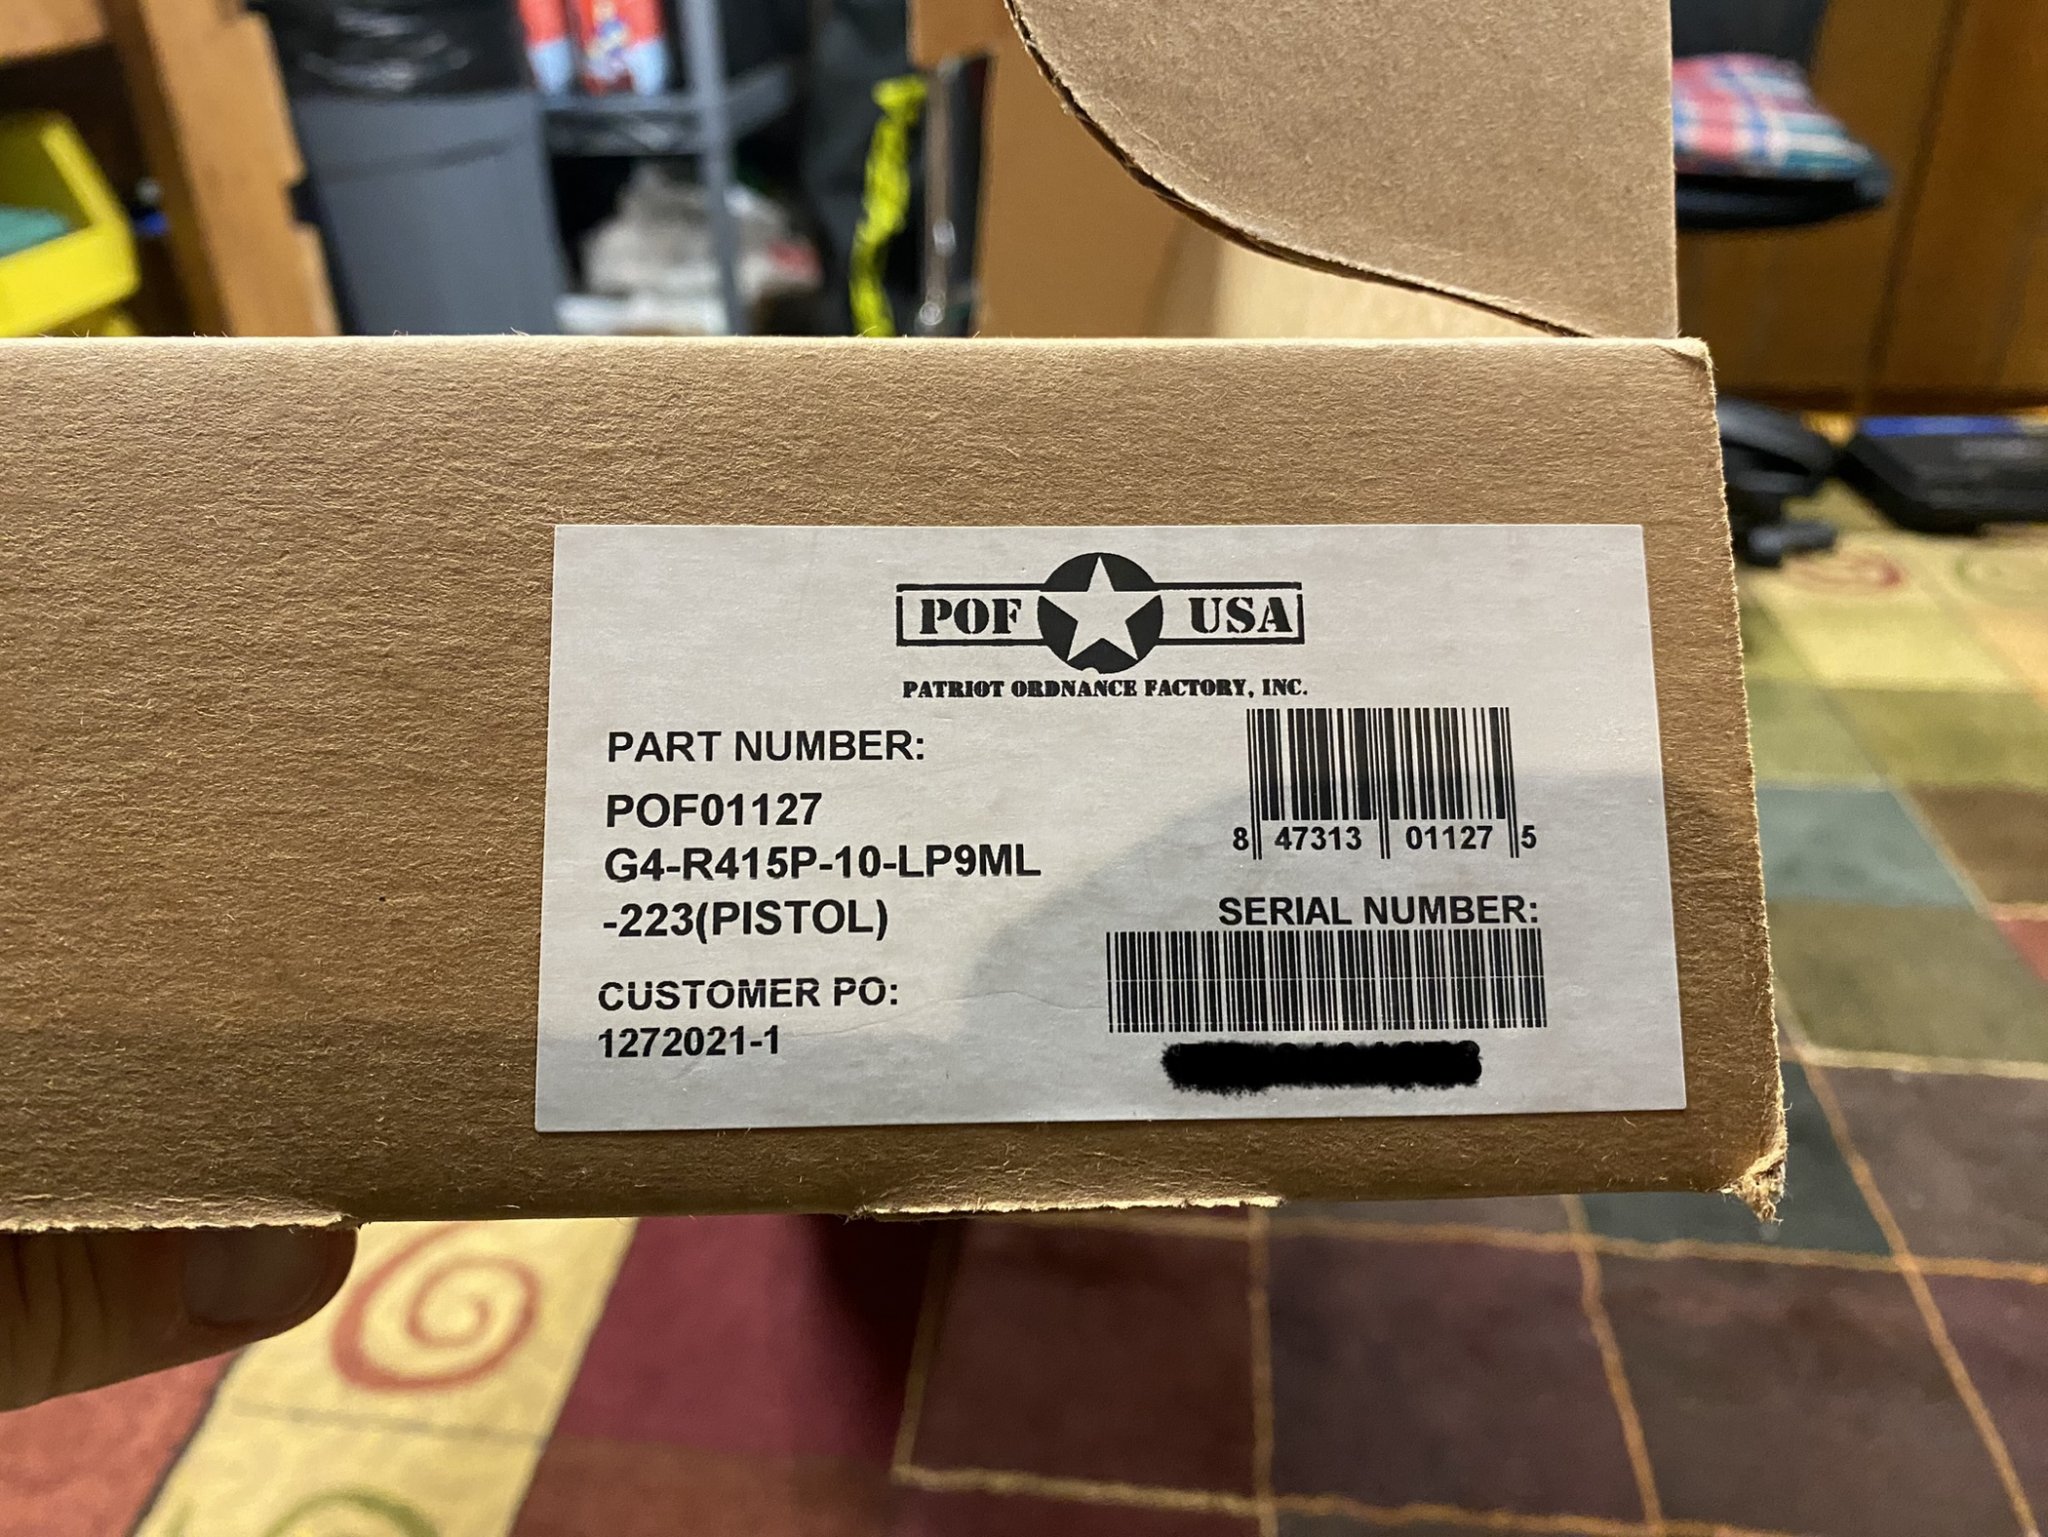 POF USA
PATRIOT ORDNANCE FACTORY, INC.
PART NUMBER:
POF01127
G4-R415P-10-LP9ML
-223(PISTOL)
CUSTOMER PO:
1272021-1
8 47313 01127 5
SERIAL NUMBER: